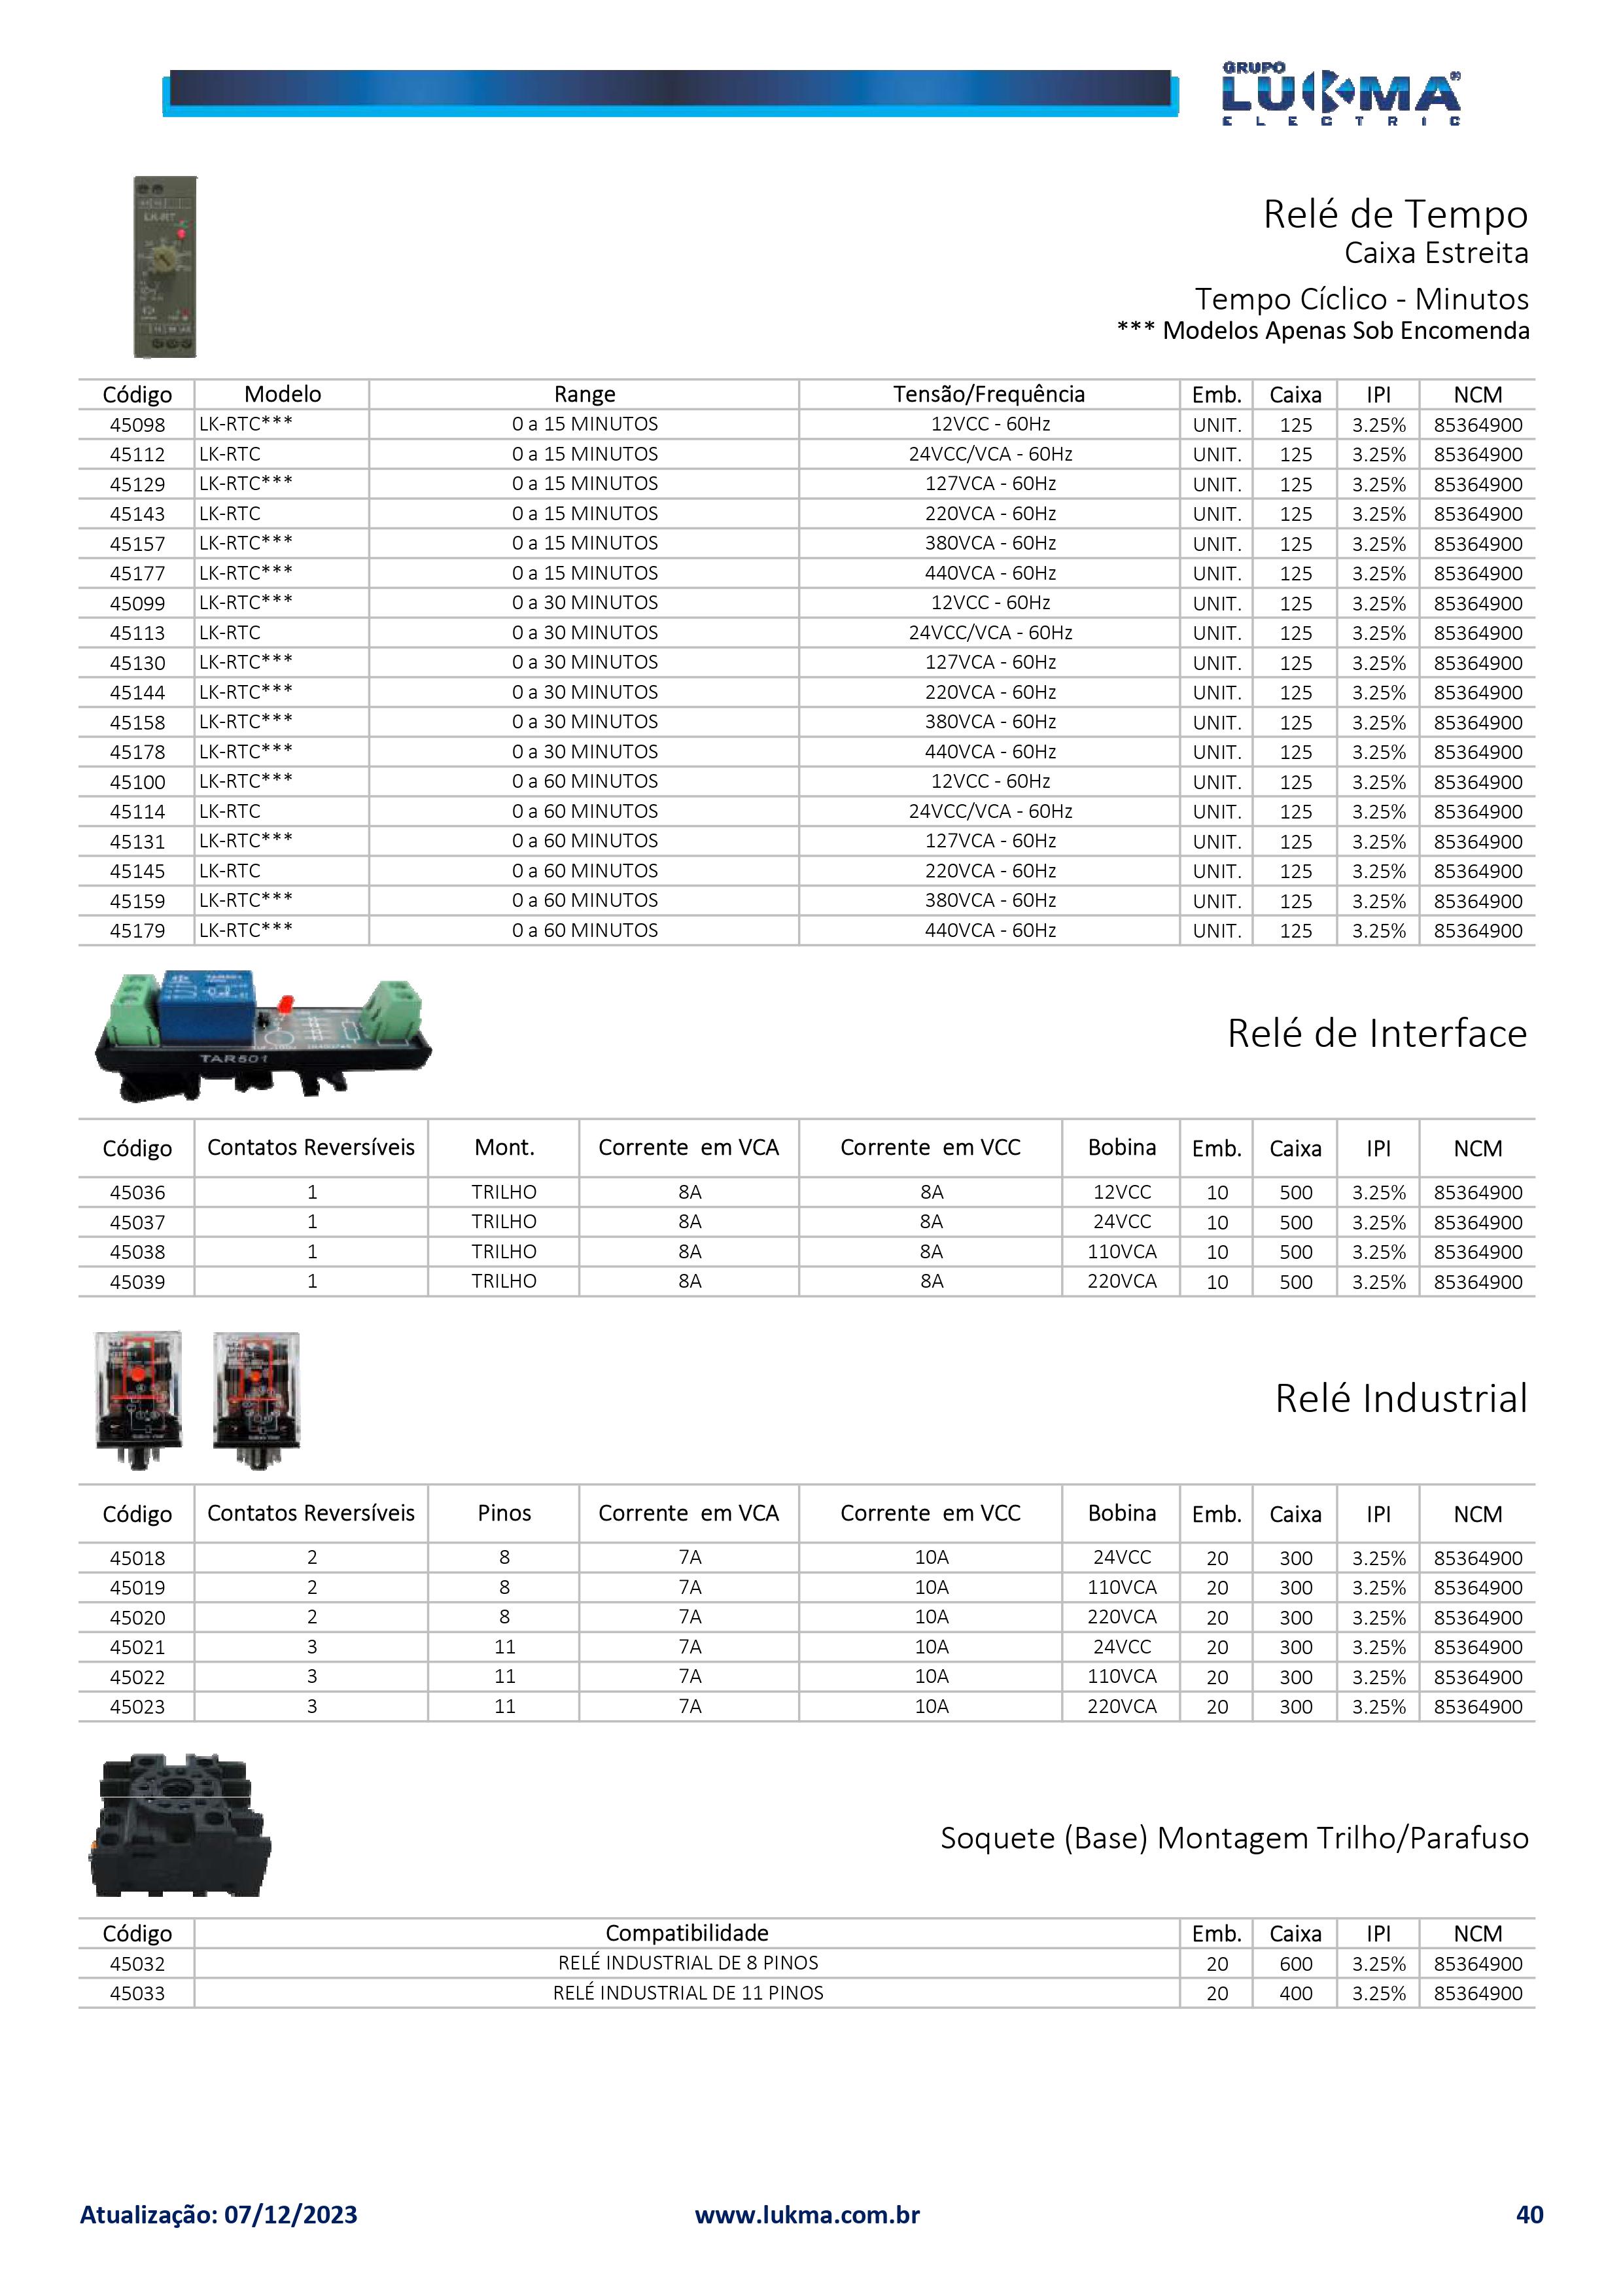 GRUPO
LUKMA®
ELECTRIC
LK-RT
Relé de Tempo
Caixa Estreita
Tempo Cíclico - Minutos
*** Modelos Apenas Sob Encomenda
Código Modelo Range Tensão/Frequência Emb. Caixa IPI NCM
45098 LK-RTC*** 0 a 15 MINUTOS 12VCC - 60Hz UNIT. 125 3.25% 85364900
45112 LK-RTC 0 a 15 MINUTOS 24VCC/VCA - 60Hz UNIT. 125 3.25% 85364900
45129 LK-RTC*** 0 a 15 MINUTOS 127VCA - 60Hz UNIT. 125 3.25% 85364900
45143 LK-RTC 0 a 15 MINUTOS 220VCA - 60Hz UNIT. 125 3.25% 85364900
45157 LK-RTC*** 0 a 15 MINUTOS 380VCA - 60Hz UNIT. 125 3.25% 85364900
45177 LK-RTC*** 0 a 15 MINUTOS 440VCA - 60Hz UNIT. 125 3.25% 85364900
45099 LK-RTC*** 0 a 30 MINUTOS 12VCC - 60Hz UNIT. 125 3.25% 85364900
45113 LK-RTC 0 a 30 MINUTOS 24VCC/VCA - 60Hz UNIT. 125 3.25% 85364900
45130 LK-RTC*** 0 a 30 MINUTOS 127VCA - 60Hz UNIT. 125 3.25% 85364900
45144 LK-RTC*** 0 a 30 MINUTOS 220VCA - 60Hz UNIT. 125 3.25% 85364900
45158 LK-RTC*** 0 a 30 MINUTOS 380VCA - 60Hz UNIT. 125 3.25% 85364900
45178 LK-RTC*** 0 a 30 MINUTOS 440VCA - 60Hz UNIT. 125 3.25% 85364900
45100 LK-RTC*** 0 a 60 MINUTOS 12VCC - 60Hz UNIT. 125 3.25% 85364900
45114 LK-RTC 0 a 60 MINUTOS 24VCC/VCA - 60Hz UNIT. 125 3.25% 85364900
45131 LK-RTC*** 0 a 60 MINUTOS 127VCA - 60Hz UNIT. 125 3.25% 85364900
45145 LK-RTC 0 a 60 MINUTOS 220VCA - 60Hz UNIT. 125 3.25% 85364900
45159 LK-RTC*** 0 a 60 MINUTOS 380VCA - 60Hz UNIT. 125 3.25% 85364900
45179 LK-RTC*** 0 a 60 MINUTOS 440VCA - 60Hz UNIT. 125 3.25% 85364900
TAR501
TAR501
Relé de Interface
Código Contatos Reversíveis Mont. Corrente em VCA Corrente em VCC Bobina Emb. Caixa IPI NCM
45036 1 TRILHO 8A 8A 12VCC 10 500 3.25% 85364900
45037 1 TRILHO 8A 8A 24VCC 10 500 3.25% 85364900
45038 1 TRILHO 8A 8A 110VCA 10 500 3.25% 85364900
45039 1 TRILHO 8A 8A 220VCA 10 500 3.25% 85364900
Relé Industrial
Código Contatos Reversíveis Pinos Corrente em VCA Corrente em VCC Bobina Emb. Caixa IPI NCM
45018 2 8 7A 10A 24VCC 20 300 3.25% 85364900
45019 2 8 7A 10A 110VCA 20 300 3.25% 85364900
45020 2 8 7A 10A 220VCA 20 300 3.25% 85364900
45021 3 11 7A 10A 24VCC 20 300 3.25% 85364900
45022 3 11 7A 10A 110VCA 20 300 3.25% 85364900
45023 3 11 7A 10A 220VCA 20 300 3.25% 85364900
Soquete (Base) Montagem Trilho/Parafuso
Código Compatibilidade Emb. Caixa IPI NCM
45032 RELÉ INDUSTRIAL DE 8 PINOS 20 600 3.25% 85364900
45033 RELÉ INDUSTRIAL DE 11 PINOS 20 400 3.25% 85364900
Atualização: 07/12/2023 www.lukma.com.br 40